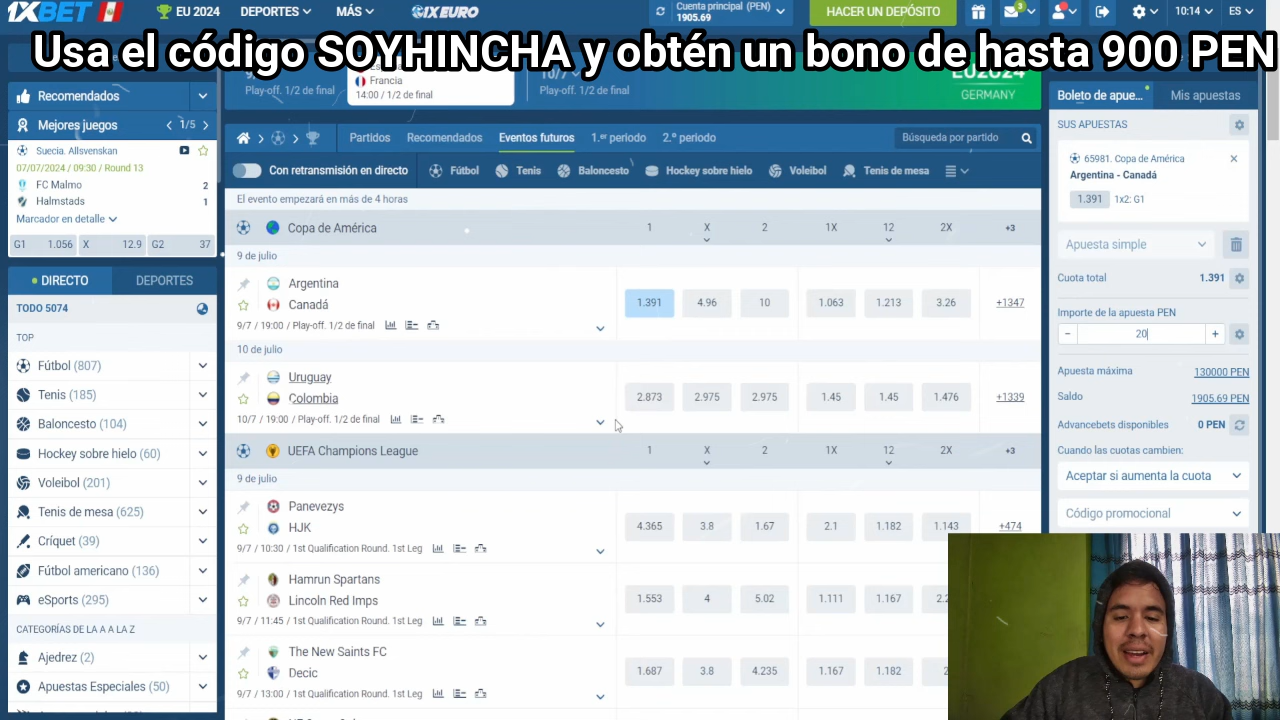 1XBET
EU 2024
DEPORTES
MÁS
1XEURO
Cuenta principal (PEN)
1905.69
HACER UN DEPÓSITO
3
10:14
ES
Usa el código SOYHINCHA y obtén un bono de hasta 900 PEN
Play-off. 1/2 de final
Francia
14:00 / 1/2 de final
10/7
Play-off. 1/2 de final
EU2024
GERMANY
Recomendados
Mejores juegos
1/5
Suecia. Allsvenskan
07/07/2024 / 09:30 / Round 13
FC Malmo 2
Halmstads 1
Marcador en detalle
G1 1.056 X 12.9 G2 37
DIRECTO DEPORTES
TODO 5074
TOP
Fútbol (807)
Tenis (185)
Baloncesto (104)
Hockey sobre hielo (60)
Voleibol (201)
Tenis de mesa (625)
Críquet (39)
Fútbol americano (136)
eSports (295)
CATEGORÍAS DE LA A A LA Z
Ajedrez (2)
Apuestas Especiales (50)
Partidos Recomendados Eventos futuros 1.er periodo 2.º periodo Búsqueda por partido
Con retransmisión en directo Fútbol Tenis Baloncesto Hockey sobre hielo Voleibol Tenis de mesa
El evento empezará en más de 4 horas
Copa de América 1 X 2 1X 12 2X +3
9 de julio
Argentina
Canadá
1.391 4.96 10 1.063 1.213 3.26 +1347
9/7 / 19:00 / Play-off. 1/2 de final
10 de julio
Uruguay
Colombia
2.873 2.975 2.975 1.45 1.45 1.476 +1339
10/7 / 19:00 / Play-off. 1/2 de final
UEFA Champions League 1 X 2 1X 12 2X +3
9 de julio
Panevezys
HJK
4.365 3.8 1.67 2.1 1.182 1.143 +474
9/7 / 10:30 / 1st Qualification Round. 1st Leg
Hamrun Spartans
Lincoln Red Imps
1.553 4 5.02 1.111 1.167
9/7 / 11:45 / 1st Qualification Round. 1st Leg
The New Saints FC
Decic
1.687 3.8 4.235 1.167 1.182
9/7 / 13:00 / 1st Qualification Round. 1st Leg
Boleto de apue... Mis apuestas
SUS APUESTAS
65981. Copa de América
Argentina - Canadá
1.391 1x2: G1
Apuesta simple
Cuota total 1.391
Importe de la apuesta PEN
− 20 +
Apuesta máxima 130000 PEN
Saldo 1905.69 PEN
Advancebets disponibles 0 PEN
Cuando las cuotas cambien:
Aceptar si aumenta la cuota
Código promocional